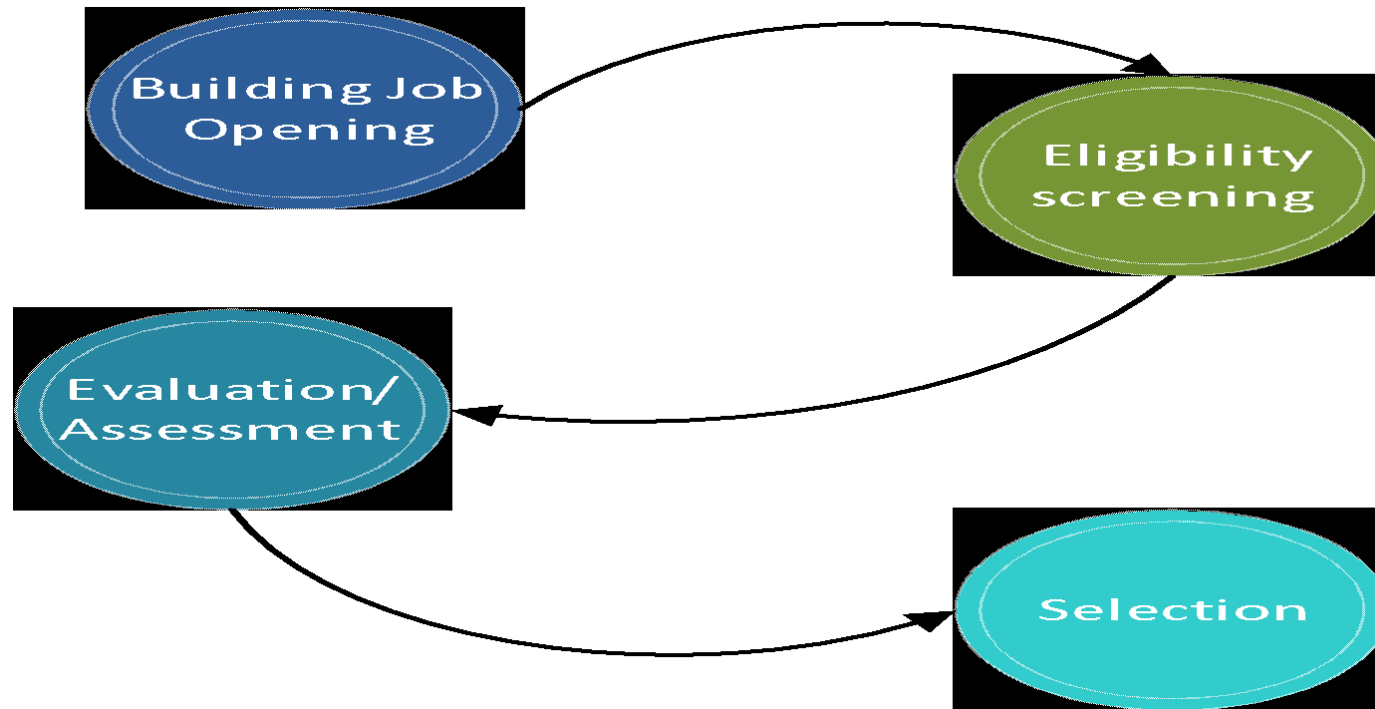 Building Job
Opening
Eligibility
screening
Evaluation/
Assessment
Selection